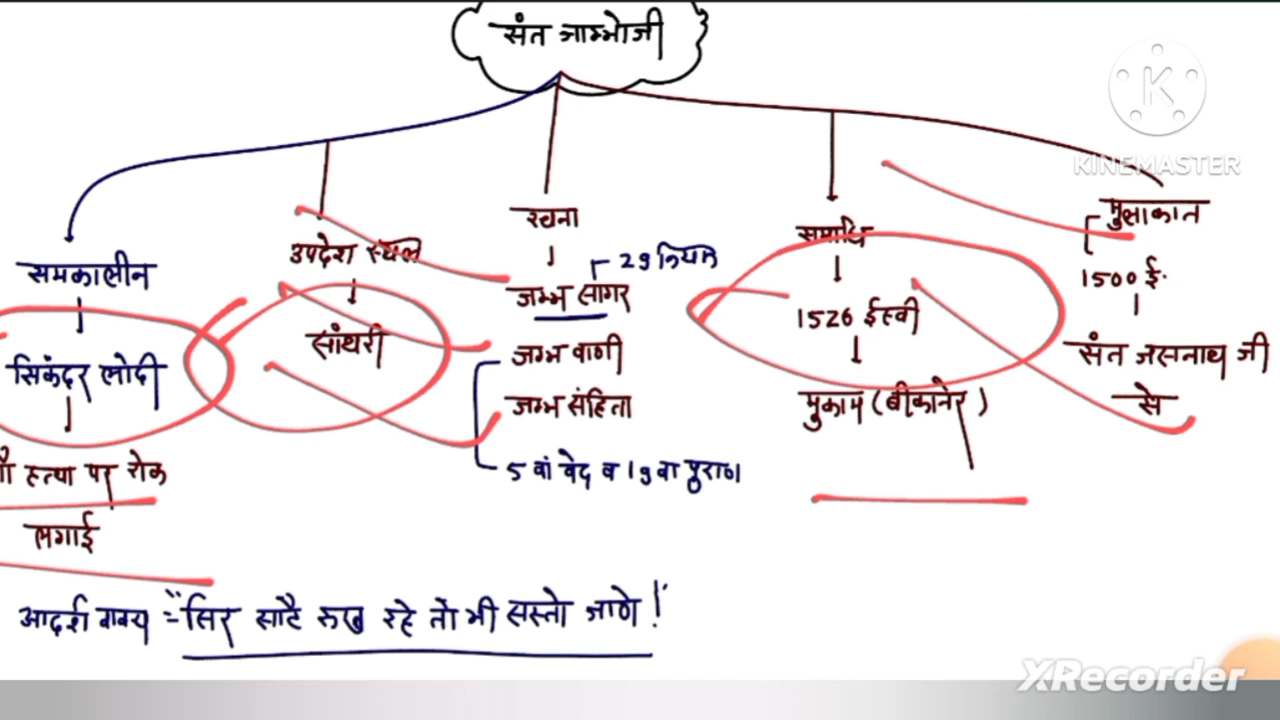 संत जाम्भोजी
K
KINEMASTER
समकालीन
सिकंदर लोदी
हत्या पर रोक
लगाई
उपदेश स्थल
सांथरी
रचना
जम्भ सागर
29 नियम
जम्भ वाणी
जम्भ संहिता
5 वां वेद व 19 वा पुराण
समाधि
1526 ईस्वी
मुकाम (बीकानेर)
मुलाकात
1500 ई.
संत जसनाथ जी
से
आदर्श वाक्य = "सिर साटै रुख रहे तो भी सस्तो जाणे!"
XRecorder